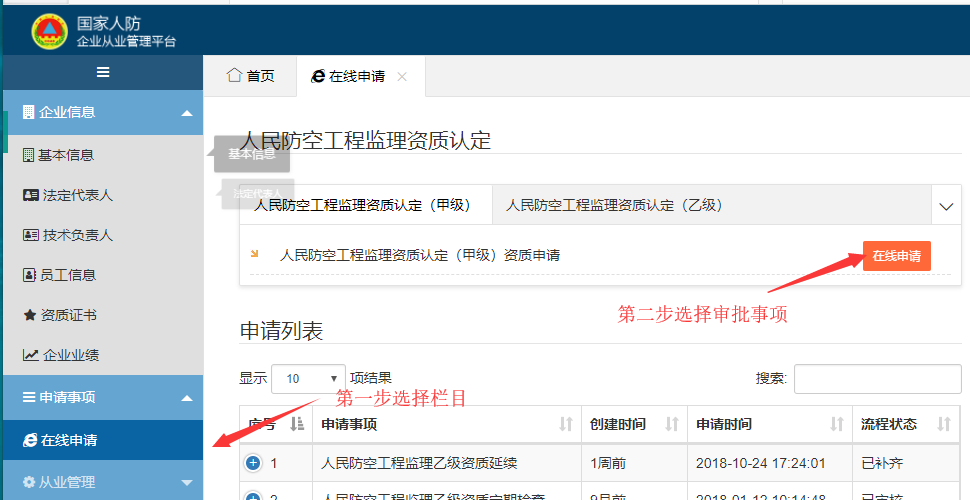 国家人防
企业从业管理平台
首页
在线申请
企业信息
基本信息
法定代表人
技术负责人
员工信息
资质证书
企业业绩
申请事项
在线申请
从业管理
人民防空工程监理资质认定
基本信息
法定代表人
人民防空工程监理资质认定（甲级）
人民防空工程监理资质认定（乙级）
人民防空工程监理资质认定（甲级）资质申请
在线申请
第二步选择审批事项
申请列表
显示 10 项结果
搜索:
第一步选择栏目
序号 申请事项 创建时间 申请时间 流程状态
1 人民防空工程监理乙级资质延续 1周前 2018-10-24 17:24:01 已补齐
2 人民防空工程监理乙级资质定期检查 9月前 2018-01-12 10:14:48 已审核